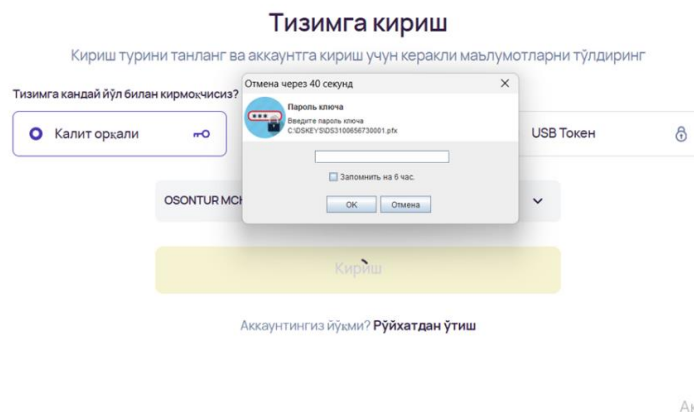 Тизимга кириш
Кириш турини танланг ва аккаунтга кириш учун керакли маълумотларни тўлдиринг
Тизимга қандай йўл билан кирмоқчисиз?
Калит орқали
USB Токен
Отмена через 40 секунд
Пароль ключа
Введите пароль ключа
C:\DSKEYS\DS3100656730001.pfx
Запомнить на 6 час.
OK
Отмена
OSONTUR MCH
Кириш
Аккаунтингиз йўқми? Рўйхатдан ўтиш